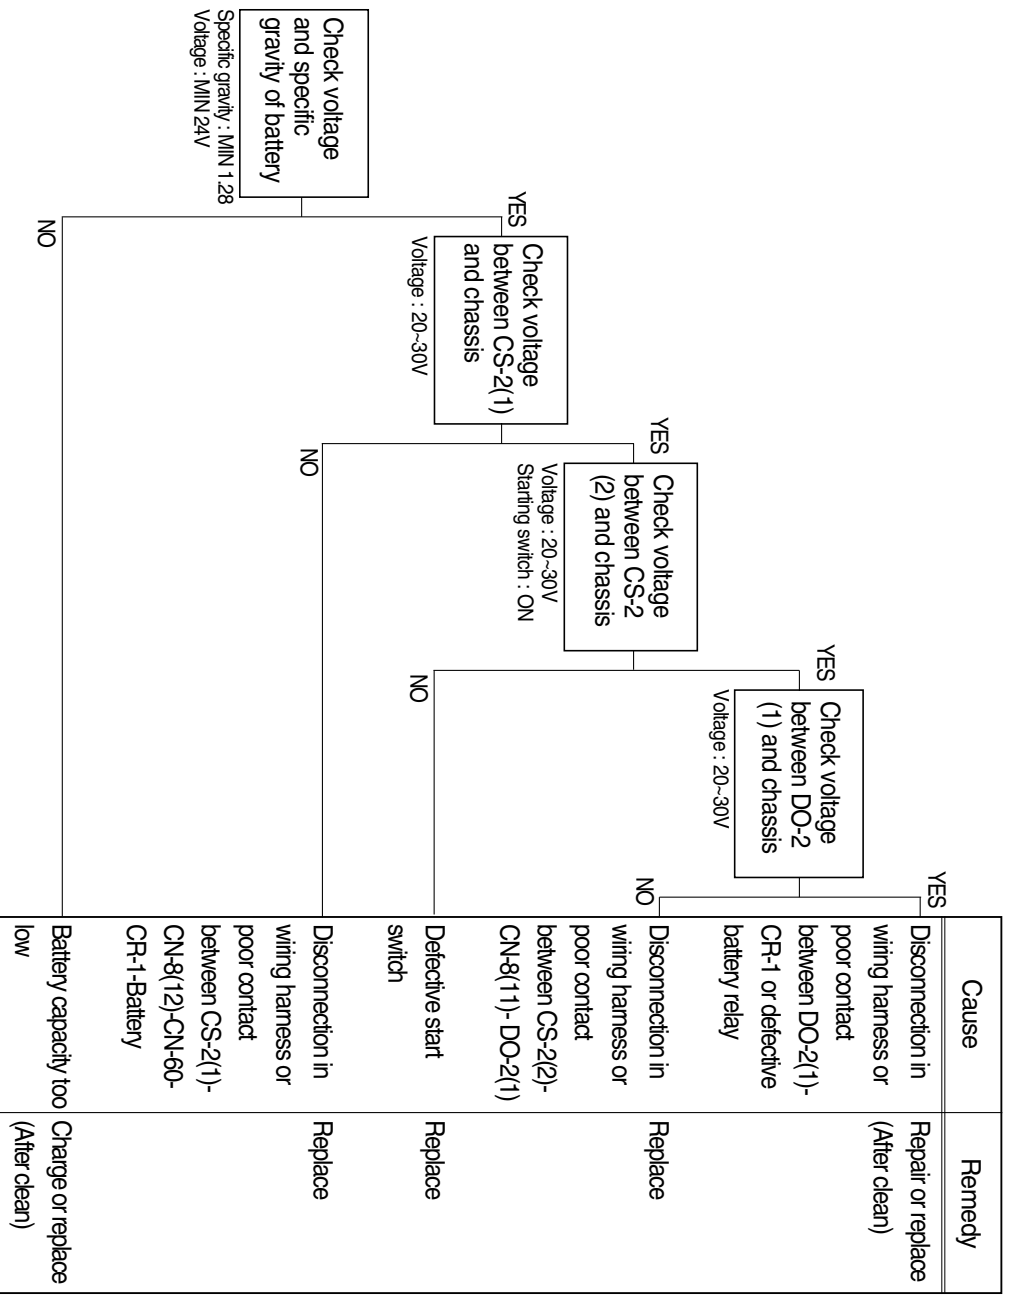 Cause
Remedy
Check voltage
and specific
gravity of battery
Specific gravity : MIN 1.28
Voltage : MIN 24V
YES
NO
Check voltage
between CS-2(1)
and chassis
Voltage : 20~30V
YES
NO
Check voltage
between CS-2
(2) and chassis
Voltage : 20~30V
Starting switch : ON
YES
NO
Check voltage
between DO-2
(1) and chassis
Voltage : 20~30V
YES
NO
Disconnection in
wiring harness or
poor contact
between DO-2(1)-
CR-1 or defective
battery relay
Repair or replace
(After clean)
Disconnection in
wiring harness or
poor contact
between CS-2(2)-
CN-8(11)- DO-2(1)
Replace
Defective start
switch
Replace
Disconnection in
wiring harness or
poor contact
between CS-2(1)-
CN-8(12)-CN-60-
CR-1-Battery
Replace
Battery capacity too
low
Charge or replace
(After clean)